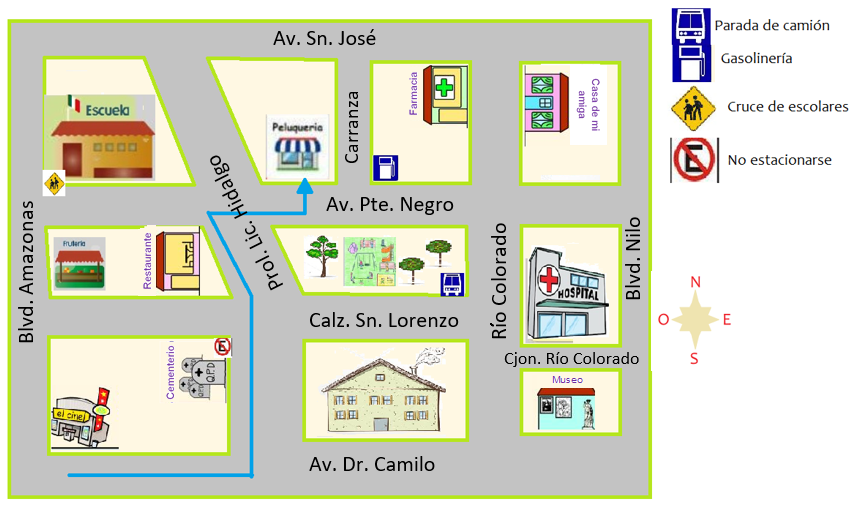 Av. Sn. José
Parada de camión
Gasolinería
Cruce de escolares
No estacionarse
Escuela
Peluqueria
Carranza
Farmacia
Casa de mi
amiga
Prol. Lic. Hidalgo
Av. Pte. Negro
Blvd. Amazonas
Frutería
Restaurante
Río Colorado
Blvd. Nilo
HOSPITAL
N
O
E
S
Calz. Sn. Lorenzo
Cjon. Río Colorado
Cementerio
Q.P.D
Q.P.D
el cine
Museo
Av. Dr. Camilo
E
E